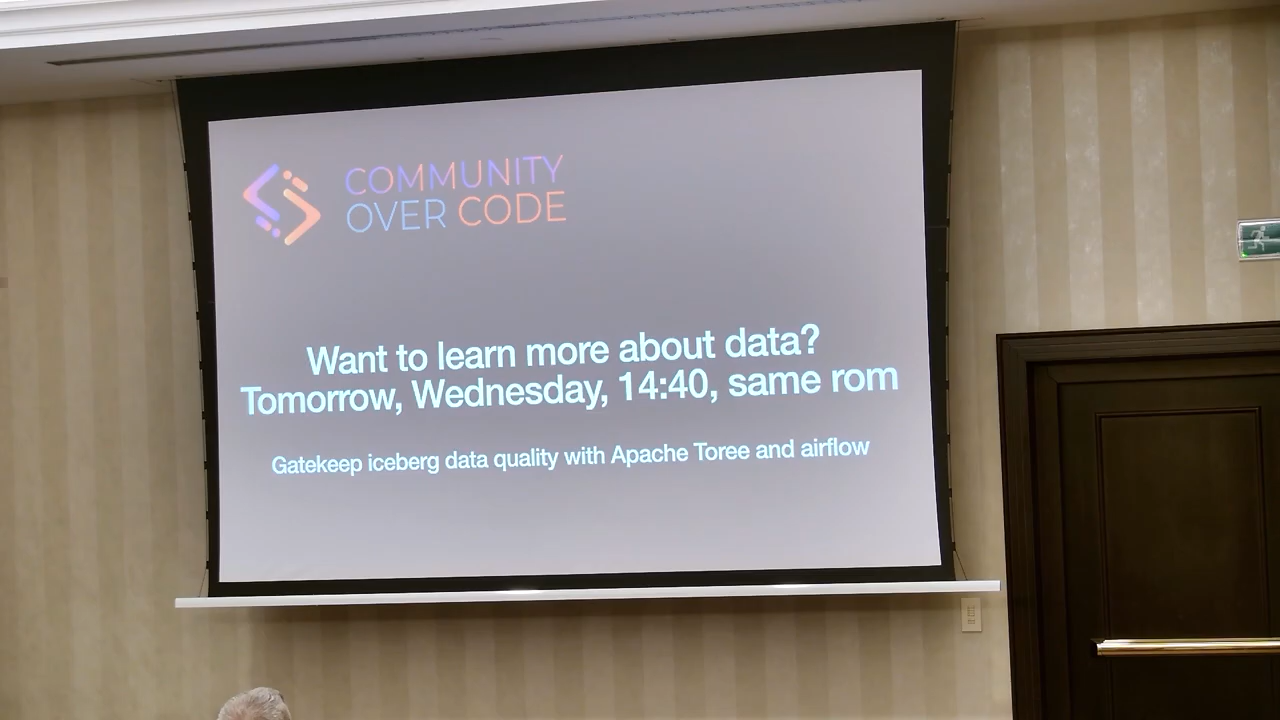 COMMUNITY
OVER CODE
Want to learn more about data?
Tomorrow, Wednesday, 14:40, same rom
Gatekeep iceberg data quality with Apache Toree and airflow